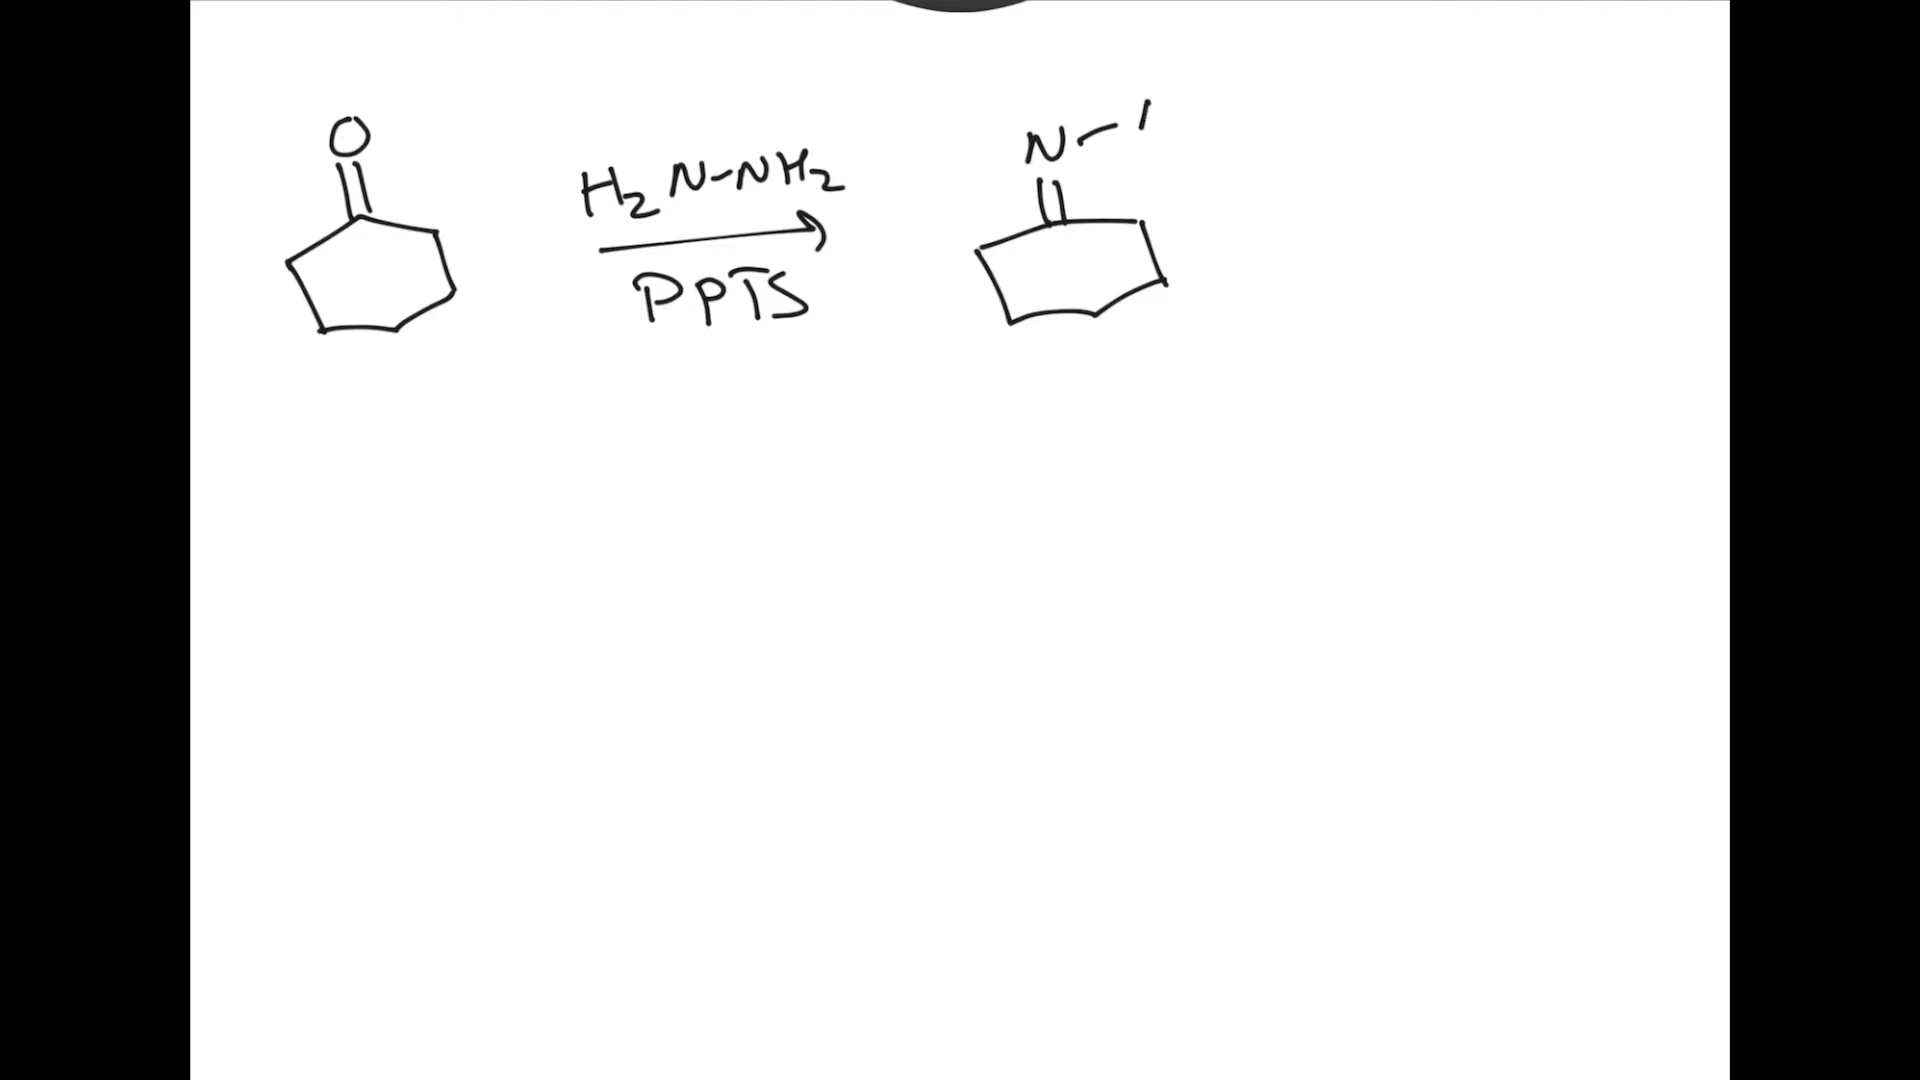 O
H₂N-NH₂
PPTS
N-